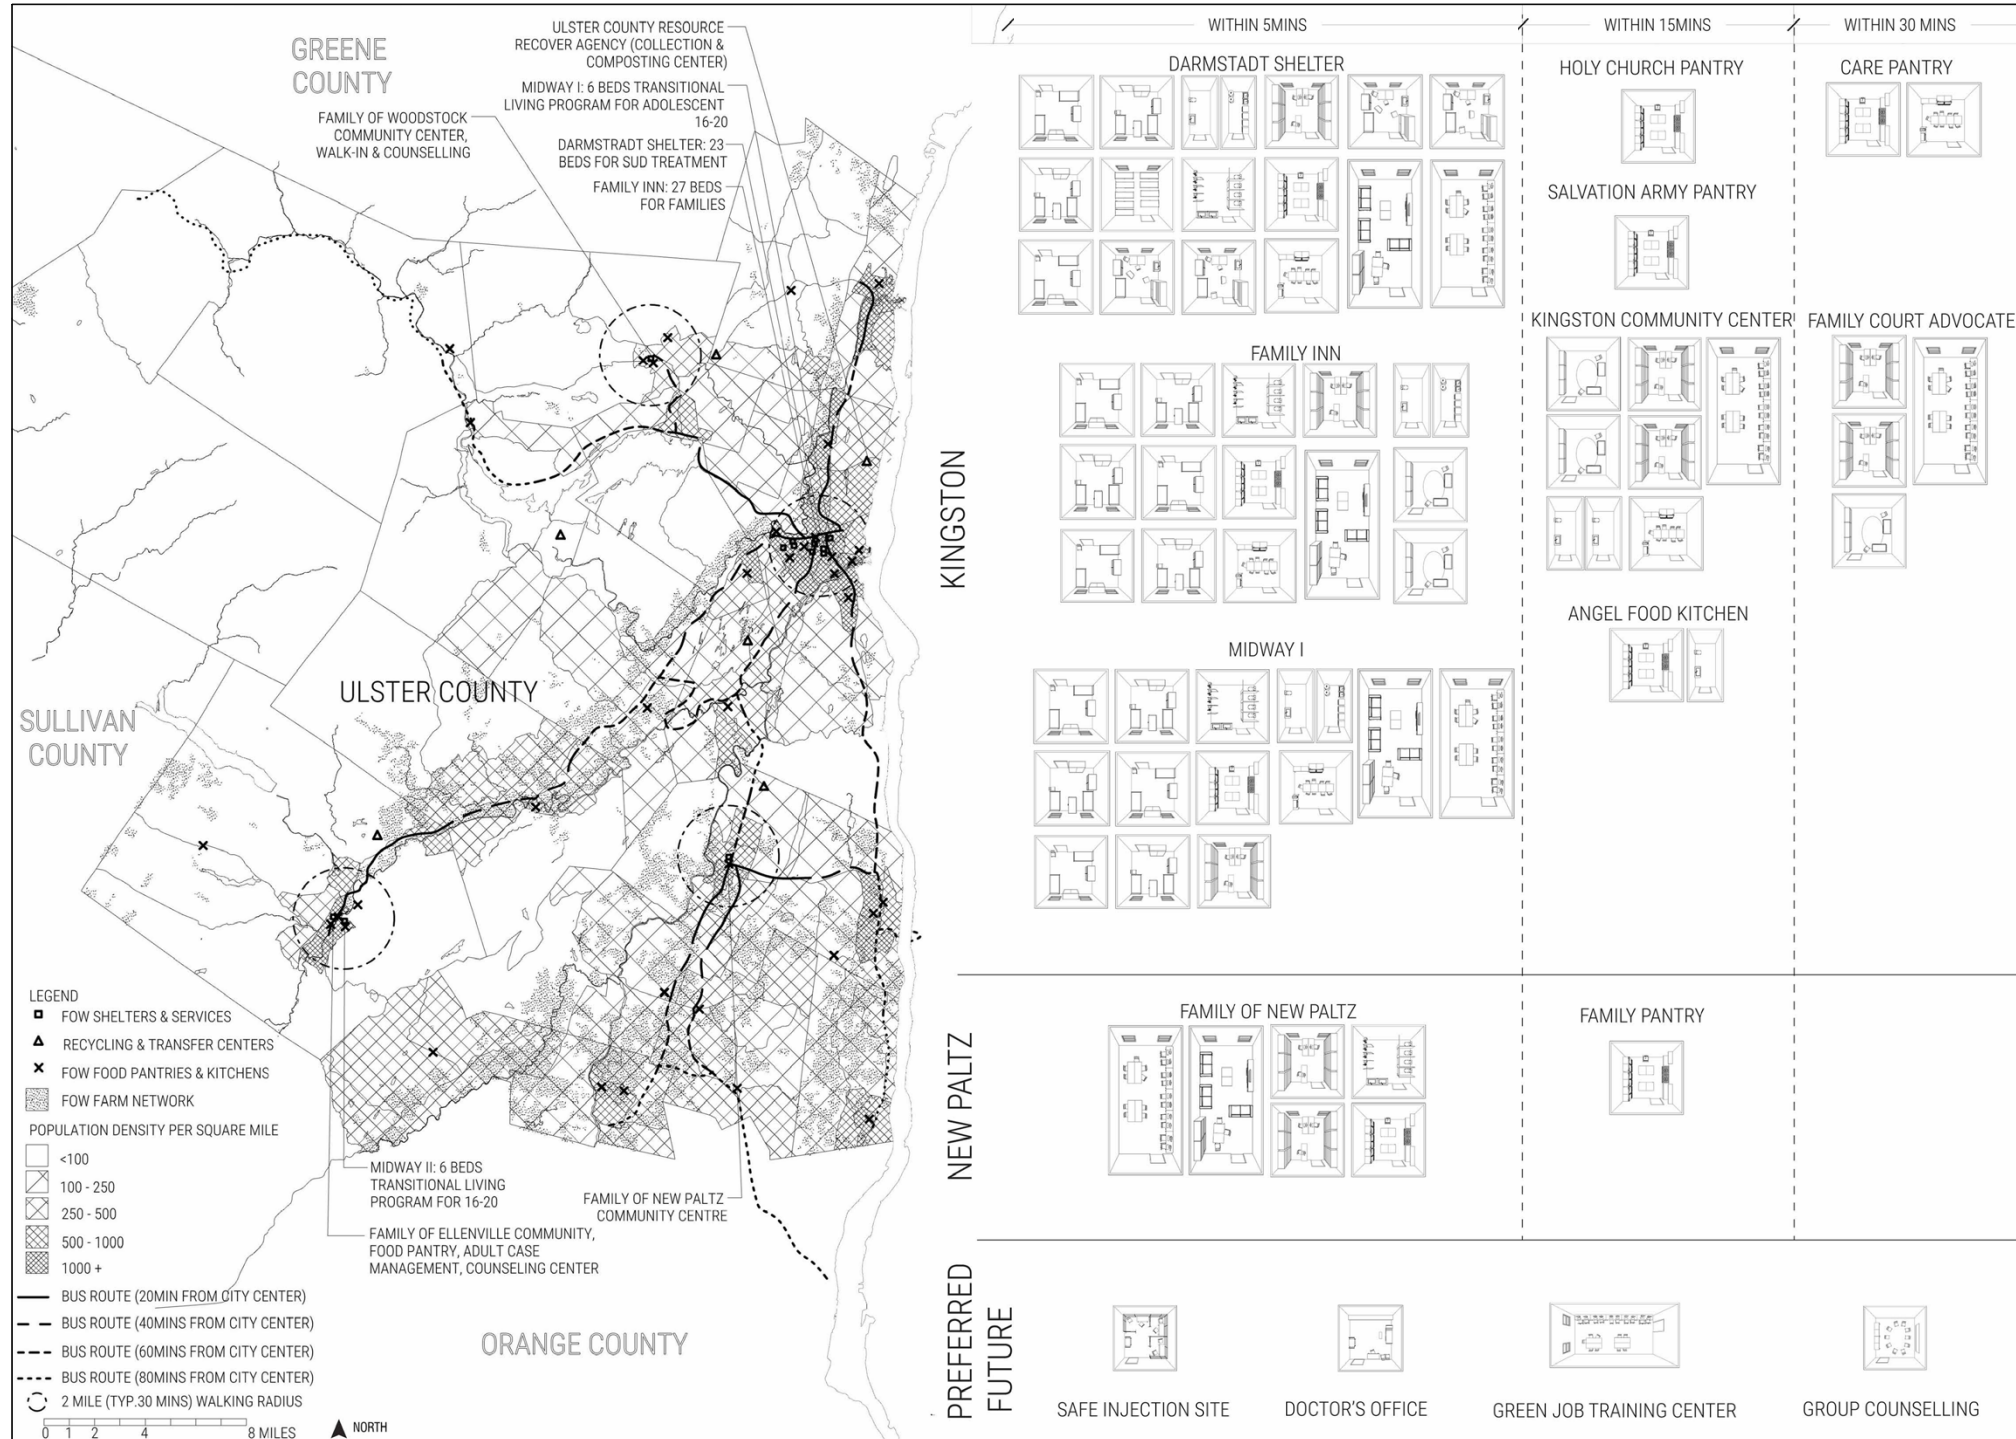 GREENE
COUNTY
ULSTER COUNTY RESOURCE
RECOVER AGENCY (COLLECTION &
COMPOSTING CENTER)
MIDWAY I: 6 BEDS TRANSITIONAL
LIVING PROGRAM FOR ADOLESCENT
16-20
FAMILY OF WOODSTOCK
COMMUNITY CENTER,
WALK-IN & COUNSELLING
DARMSTRADT SHELTER: 23
BEDS FOR SUD TREATMENT
FAMILY INN: 27 BEDS
FOR FAMILIES
ULSTER COUNTY
SULLIVAN
COUNTY
LEGEND
FOW SHELTERS & SERVICES
RECYCLING & TRANSFER CENTERS
FOW FOOD PANTRIES & KITCHENS
FOW FARM NETWORK
POPULATION DENSITY PER SQUARE MILE
<100
100 - 250
250 - 500
500 - 1000
1000 +
BUS ROUTE (20MIN FROM CITY CENTER)
BUS ROUTE (40MINS FROM CITY CENTER)
BUS ROUTE (60MINS FROM CITY CENTER)
BUS ROUTE (80MINS FROM CITY CENTER)
2 MILE (TYP.30 MINS) WALKING RADIUS
0 1 2 4 8 MILES
NORTH
MIDWAY II: 6 BEDS
TRANSITIONAL LIVING
PROGRAM FOR 16-20
FAMILY OF NEW PALTZ
COMMUNITY CENTRE
FAMILY OF ELLENVILLE COMMUNITY,
FOOD PANTRY, ADULT CASE
MANAGEMENT, COUNSELING CENTER
ORANGE COUNTY
WITHIN 5MINS
WITHIN 15MINS
WITHIN 30 MINS
KINGSTON
DARMSTADT SHELTER
HOLY CHURCH PANTRY
CARE PANTRY
SALVATION ARMY PANTRY
KINGSTON COMMUNITY CENTER
FAMILY COURT ADVOCATE
FAMILY INN
ANGEL FOOD KITCHEN
MIDWAY I
NEW PALTZ
FAMILY OF NEW PALTZ
FAMILY PANTRY
PREFERRED
FUTURE
SAFE INJECTION SITE
DOCTOR'S OFFICE
GREEN JOB TRAINING CENTER
GROUP COUNSELLING